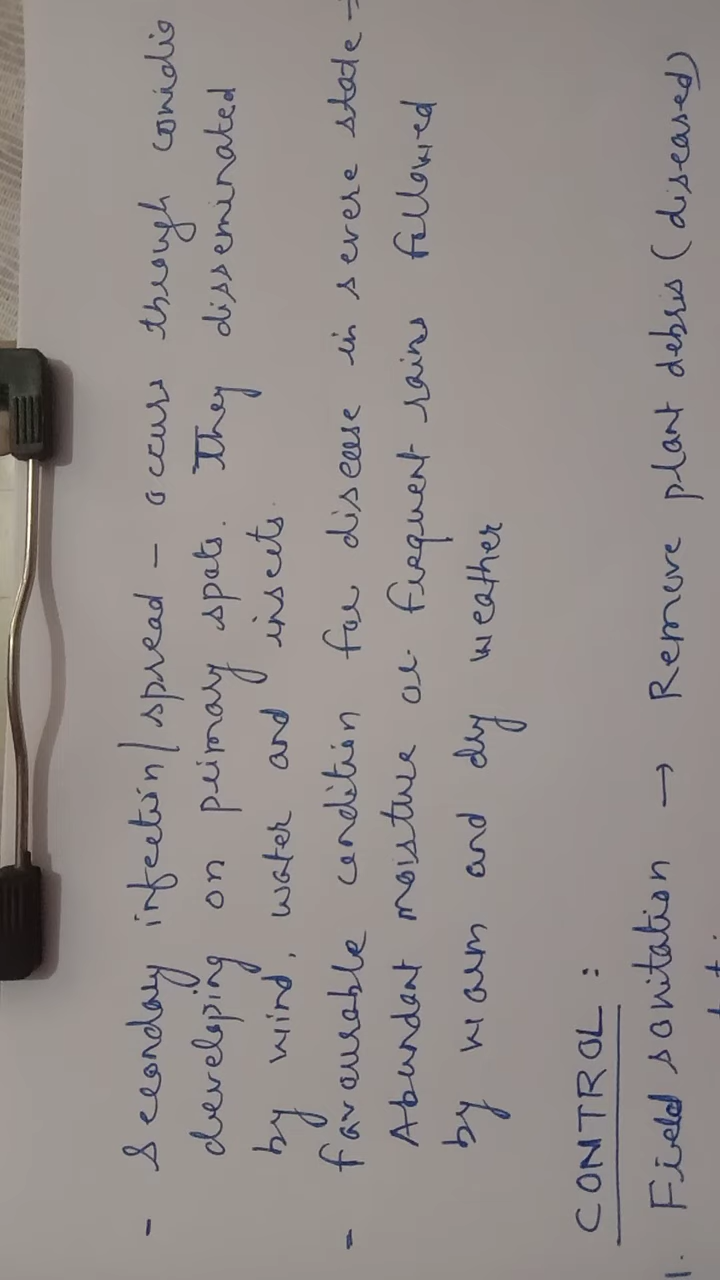 - Secondary infection/spread - occurs through conidia
developing on primary spots. They disseminated
by wind, water and insects.
- favourable condition for disease in severe state →
Abundant moisture or frequent rains followed
by warm and dry weather
CONTROL :
1. Field sanitation → Remove plant debris (diseased)